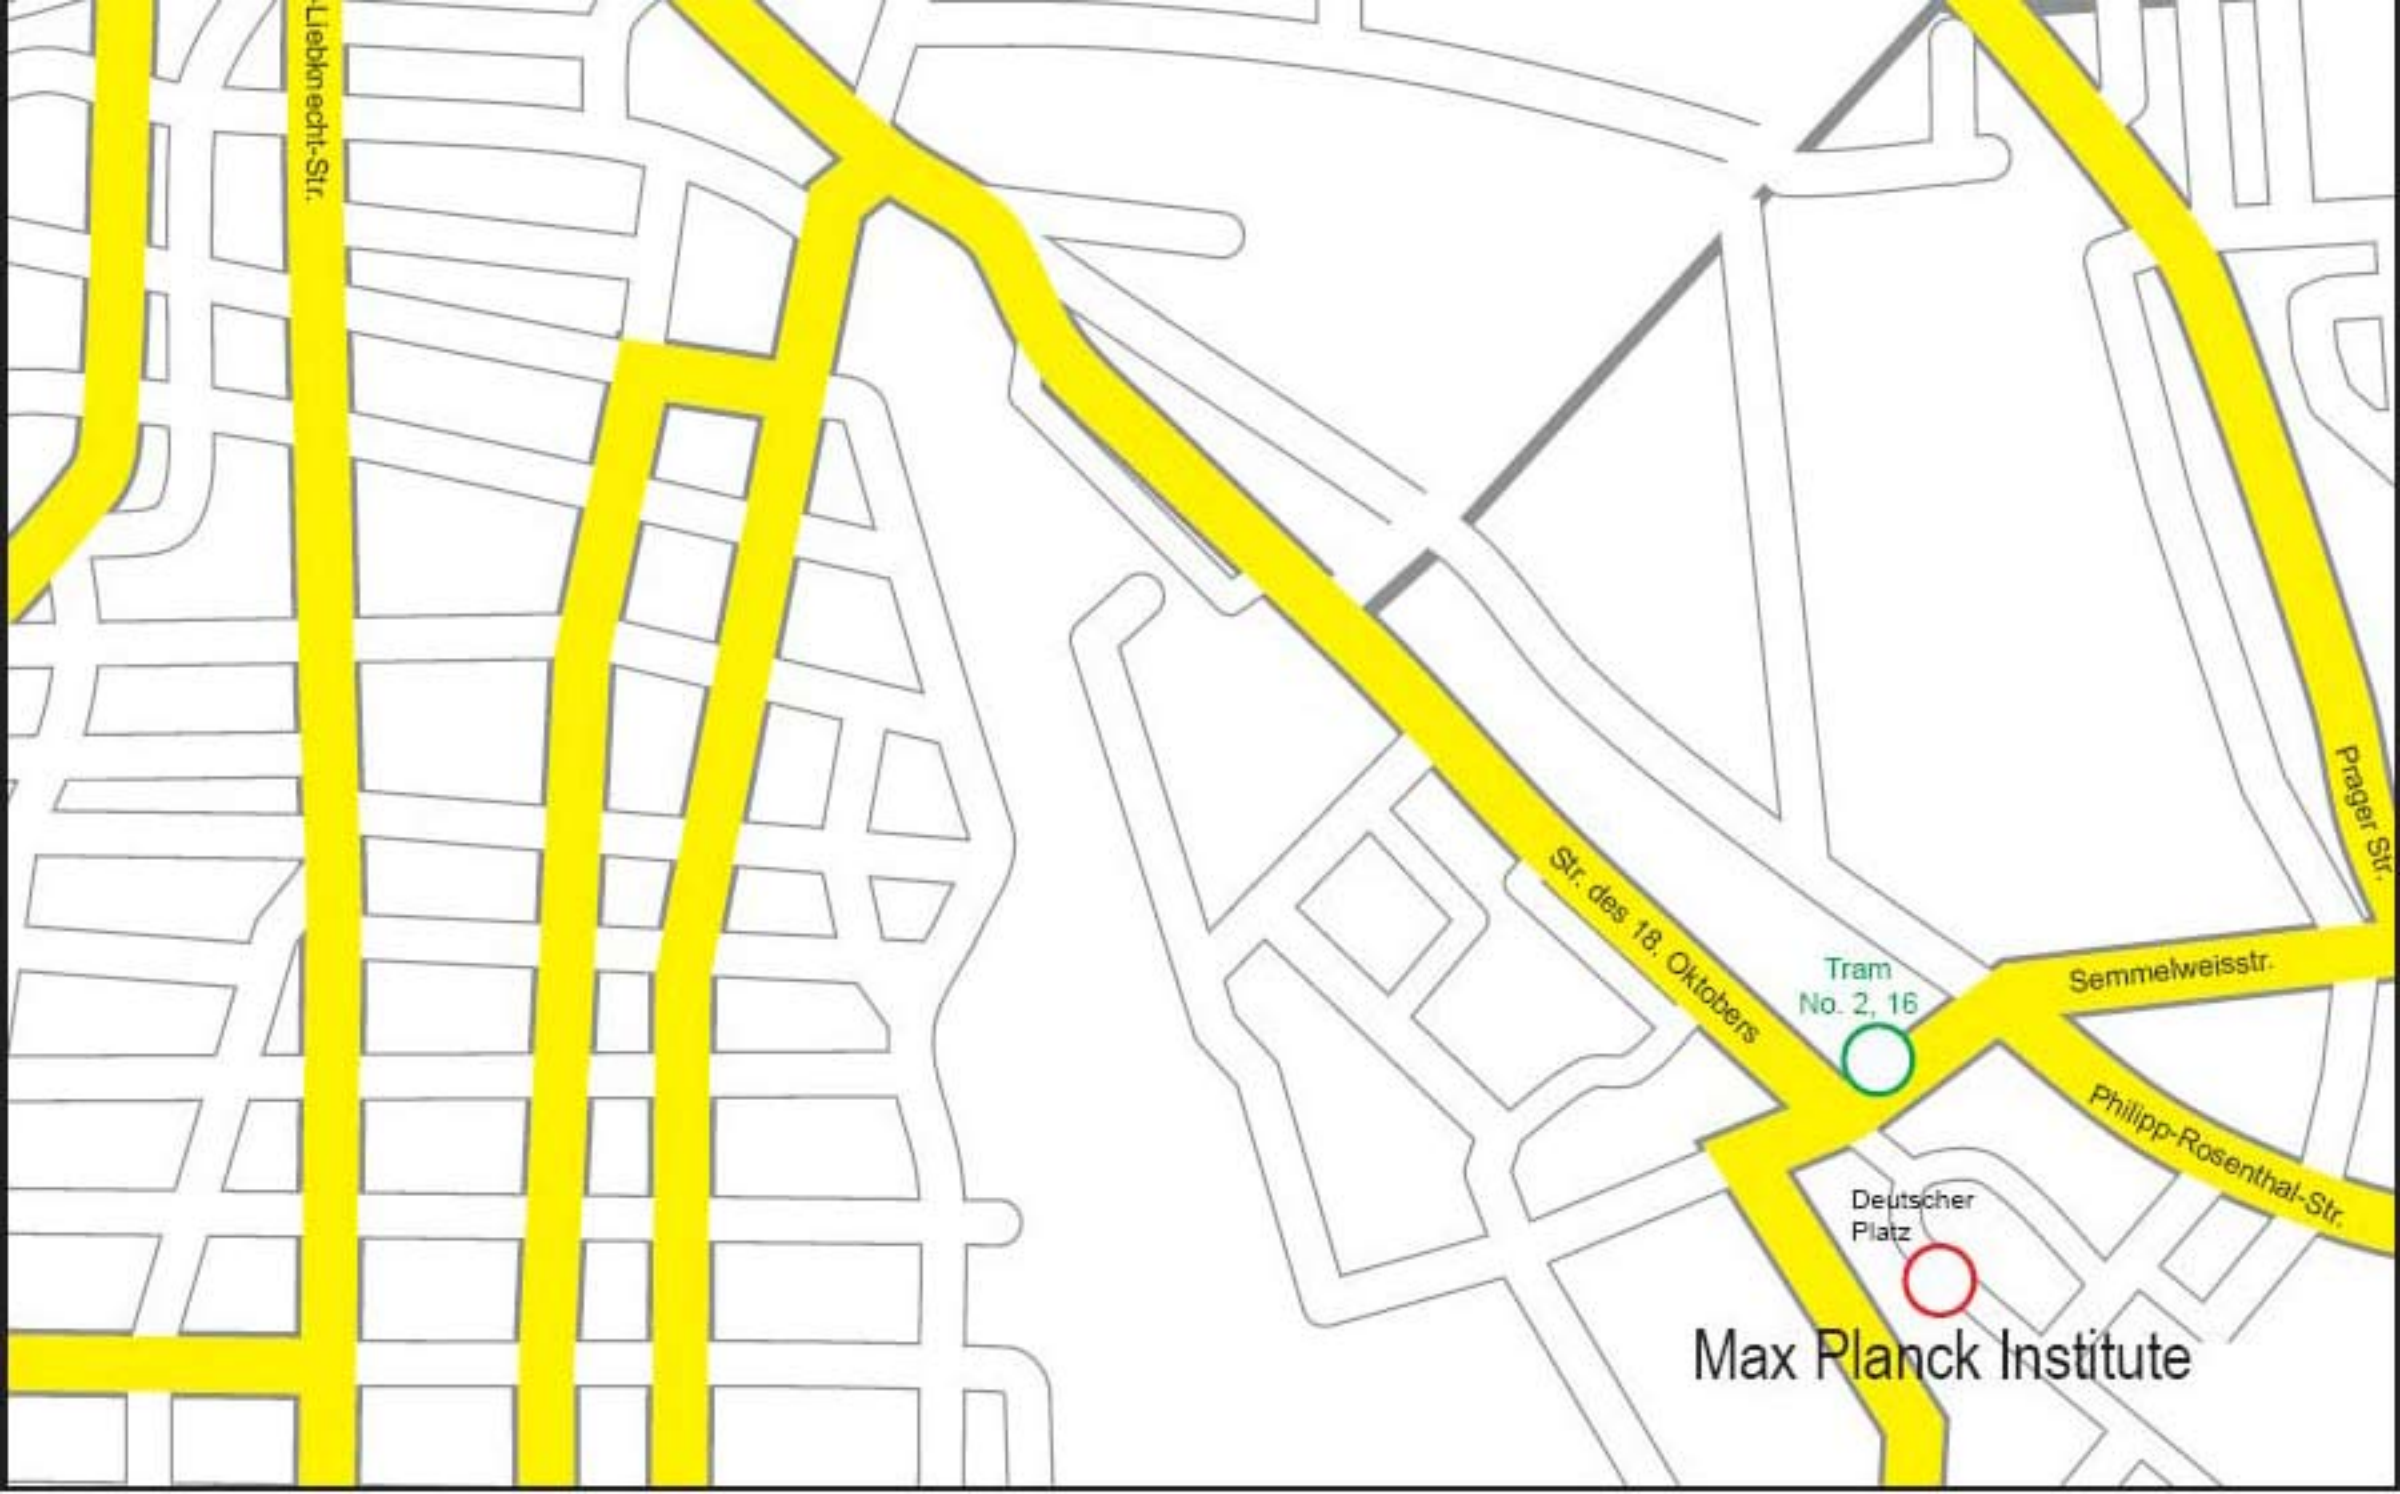 -Liebknecht-Str.
Prager Str.
Str. des 18. Oktobers
Tram
No. 2, 16
Semmelweisstr.
Philipp-Rosenthal-Str.
Deutscher
Platz
Max Planck Institute